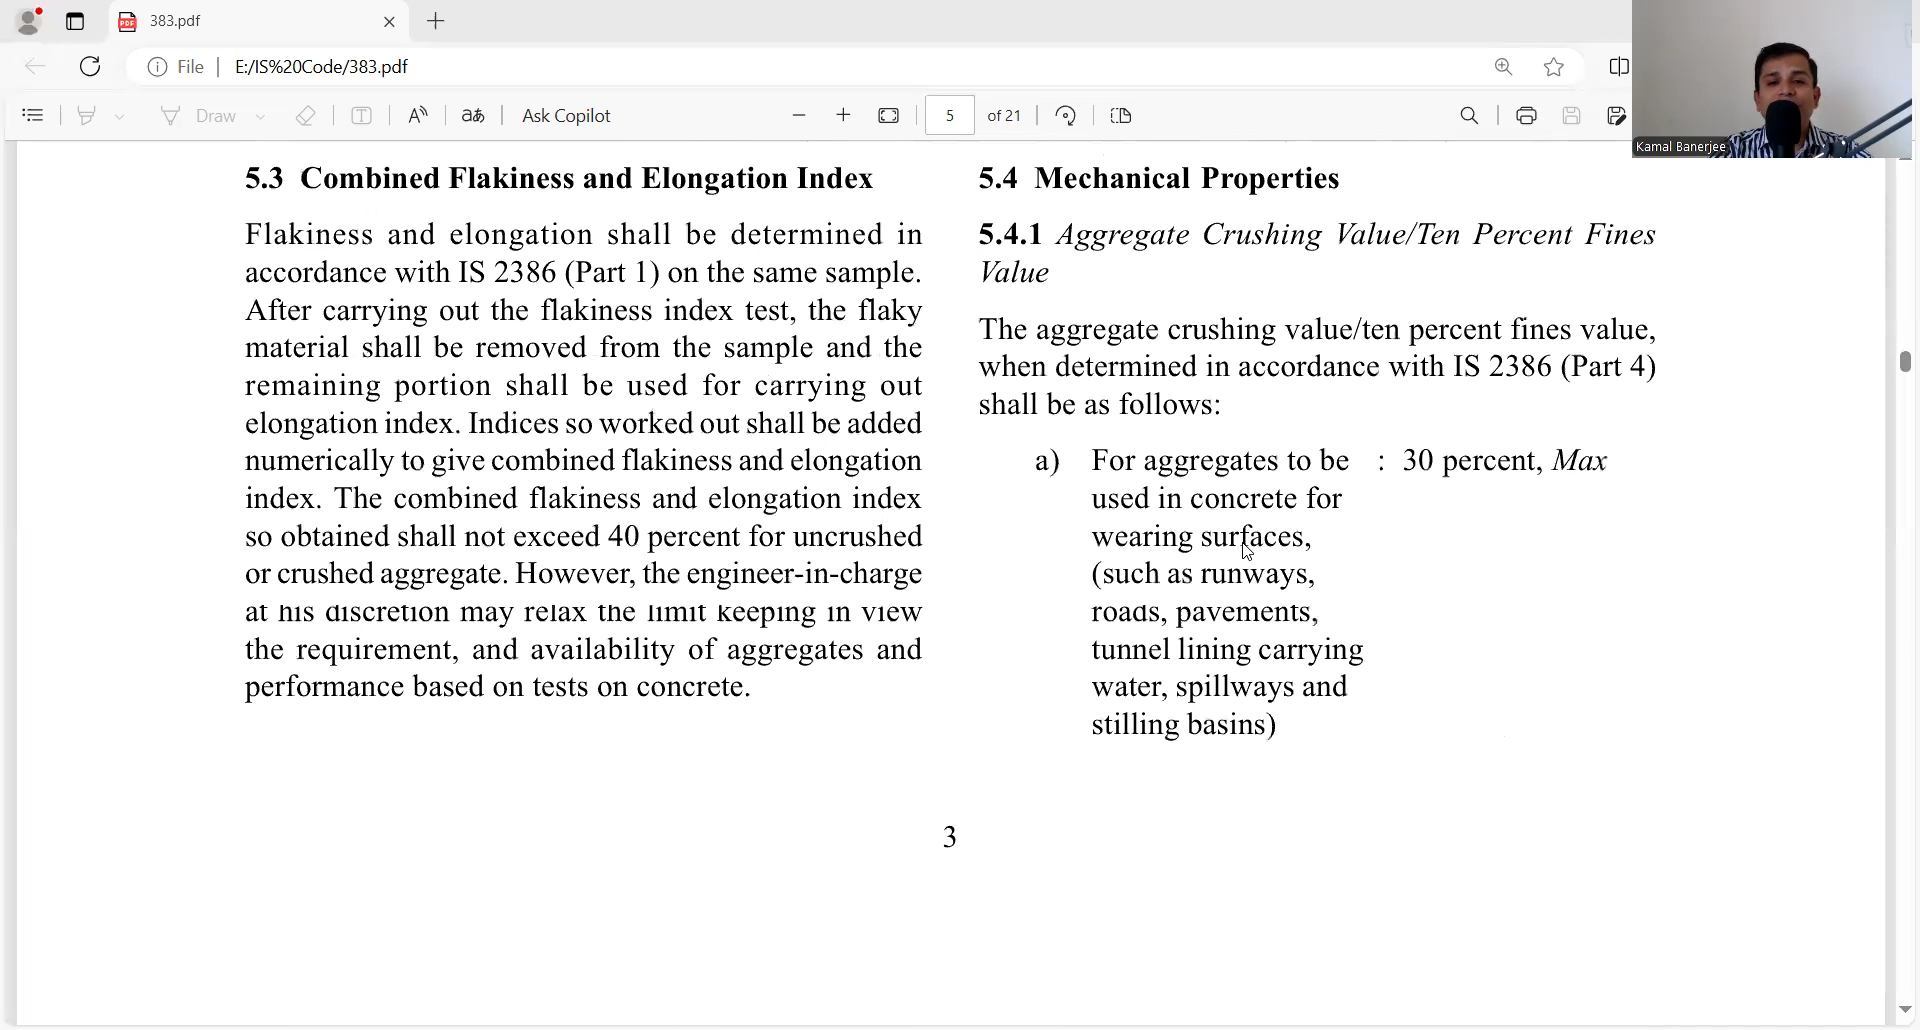 383.pdf
File
E:/IS%20Code/383.pdf
Draw
Ask Copilot
5
of 21
Kamal Banerjee
5.3 Combined Flakiness and Elongation Index
Flakiness and elongation shall be determined in
accordance with IS 2386 (Part 1) on the same sample.
After carrying out the flakiness index test, the flaky
material shall be removed from the sample and the
remaining portion shall be used for carrying out
elongation index. Indices so worked out shall be added
numerically to give combined flakiness and elongation
index. The combined flakiness and elongation index
so obtained shall not exceed 40 percent for uncrushed
or crushed aggregate. However, the engineer-in-charge
at his discretion may relax the limit keeping in view
the requirement, and availability of aggregates and
performance based on tests on concrete.
5.4 Mechanical Properties
5.4.1 Aggregate Crushing Value/Ten Percent Fines
Value
The aggregate crushing value/ten percent fines value,
when determined in accordance with IS 2386 (Part 4)
shall be as follows:
a) For aggregates to be : 30 percent, Max
used in concrete for
wearing surfaces,
(such as runways,
roads, pavements,
tunnel lining carrying
water, spillways and
stilling basins)
3